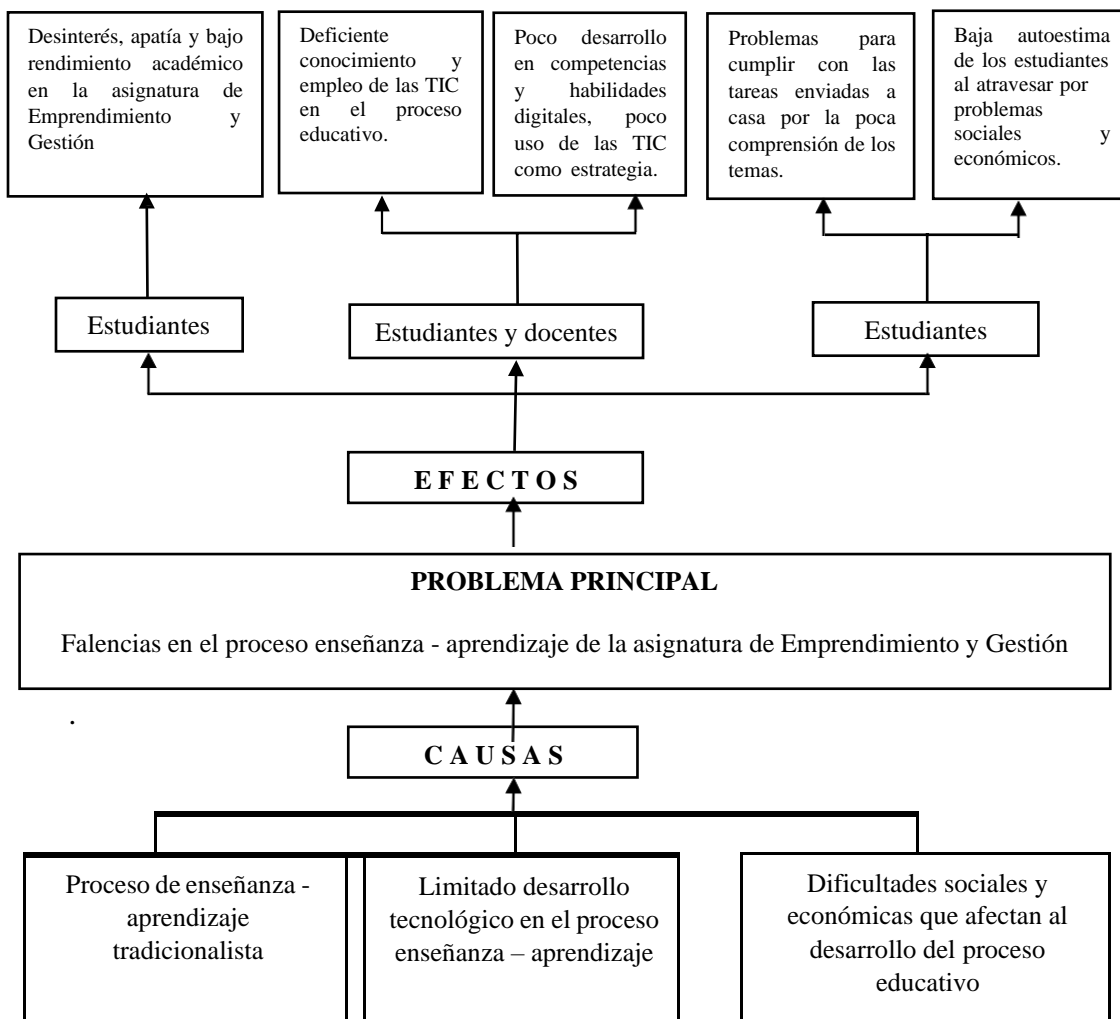 Desinterés, apatía y bajo
rendimiento académico
en la asignatura de
Emprendimiento y
Gestión
Deficiente
conocimiento y
empleo de las TIC
en el proceso
educativo.
Poco desarrollo
en competencias
y habilidades
digitales, poco
uso de las TIC
como estrategia.
Problemas para
cumplir con las
tareas enviadas a
casa por la poca
comprensión de los
temas.
Baja autoestima
de los estudiantes
al atravesar por
problemas
sociales y
económicos.
Estudiantes
Estudiantes y docentes
Estudiantes
E F E C T O S
PROBLEMA PRINCIPAL
Falencias en el proceso enseñanza - aprendizaje de la asignatura de Emprendimiento y Gestión
.
C A U S A S
Proceso de enseñanza -
aprendizaje
tradicionalista
Limitado desarrollo
tecnológico en el proceso
enseñanza – aprendizaje
Dificultades sociales y
económicas que afectan al
desarrollo del proceso
educativo